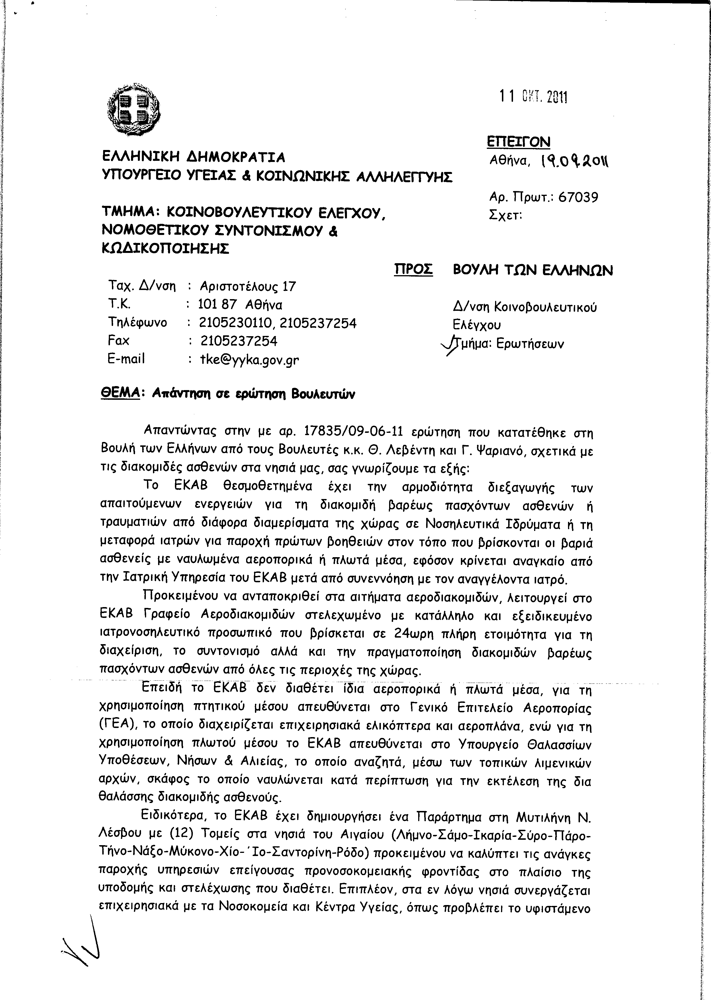 11 ΟΚΤ. 2011
ΕΠΕΙΓΟΝ
Αθήνα, 19.09.2011
Αρ. Πρωτ.: 67039
Σχετ:
ΕΛΛΗΝΙΚΗ ΔΗΜΟΚΡΑΤΙΑ
ΥΠΟΥΡΓΕΙΟ ΥΓΕΙΑΣ & ΚΟΙΝΩΝΙΚΗΣ ΑΛΛΗΛΕΓΓΥΗΣ
ΤΜΗΜΑ: ΚΟΙΝΟΒΟΥΛΕΥΤΙΚΟΥ ΕΛΕΓΧΟΥ,
ΝΟΜΟΘΕΤΙΚΟΥ ΣΥΝΤΟΝΙΣΜΟΥ &
ΚΩΔΙΚΟΠΟΙΗΣΗΣ
Ταχ. Δ/νση : Αριστοτέλους 17
Τ.Κ. : 101 87 Αθήνα
Τηλέφωνο : 2105230110, 2105237254
Fax : 2105237254
E-mail : tke@yyka.gov.gr
ΠΡΟΣ ΒΟΥΛΗ ΤΩΝ ΕΛΛΗΝΩΝ
Δ/νση Κοινοβουλευτικού
Ελέγχου
Τμήμα: Ερωτήσεων
ΘΕΜΑ: Απάντηση σε ερώτηση Βουλευτών
Απαντώντας στην με αρ. 17835/09-06-11 ερώτηση που κατατέθηκε στη
Βουλή των Ελλήνων από τους Βουλευτές κ.κ. Θ. Λεβέντη και Γ. Ψαριανό, σχετικά με
τις διακομιδές ασθενών στα νησιά μας, σας γνωρίζουμε τα εξής:
Το ΕΚΑΒ θεσμοθετημένα έχει την αρμοδιότητα διεξαγωγής των
απαιτούμενων ενεργειών για τη διακομιδή βαρέως πασχόντων ασθενών ή
τραυματιών από διάφορα διαμερίσματα της χώρας σε Νοσηλευτικά Ιδρύματα ή τη
μεταφορά ιατρών για παροχή πρώτων βοηθειών στον τόπο που βρίσκονται οι βαριά
ασθενείς με ναυλωμένα αεροπορικά ή πλωτά μέσα, εφόσον κρίνεται αναγκαίο από
την Ιατρική Υπηρεσία του ΕΚΑΒ μετά από συνεννόηση με τον αναγγέλοντα ιατρό.
Προκειμένου να ανταποκριθεί στα αιτήματα αεροδιακομιδών, λειτουργεί στο
ΕΚΑΒ Γραφείο Αεροδιακομιδών στελεχωμένο με κατάλληλο και εξειδικευμένο
ιατρονοσηλευτικό προσωπικό που βρίσκεται σε 24ωρη πλήρη ετοιμότητα για τη
διαχείριση, το συντονισμό αλλά και την πραγματοποίηση διακομιδών βαρέως
πασχόντων ασθενών από όλες τις περιοχές της χώρας.
Επειδή το ΕΚΑΒ δεν διαθέτει ίδια αεροπορικά ή πλωτά μέσα, για τη
χρησιμοποίηση πτητικού μέσου απευθύνεται στο Γενικό Επιτελείο Αεροπορίας
(ΓΕΑ), το οποίο διαχειρίζεται επιχειρησιακά ελικόπτερα και αεροπλάνα, ενώ για τη
χρησιμοποίηση πλωτού μέσου το ΕΚΑΒ απευθύνεται στο Υπουργείο Θαλασσίων
Υποθέσεων, Νήσων & Αλιείας, το οποίο αναζητά, μέσω των τοπικών λιμενικών
αρχών, σκάφος το οποίο ναυλώνεται κατά περίπτωση για την εκτέλεση της δια
θαλάσσης διακομιδής ασθενούς.
Ειδικότερα, το ΕΚΑΒ έχει δημιουργήσει ένα Παράρτημα στη Μυτιλήνη Ν.
Λέσβου με (12) Τομείς στα νησιά του Αιγαίου (Λήμνο-Σάμο-Ικαρία-Σύρο-Πάρο-
Τήνο-Νάξο-Μύκονο-Χίο-Ίο-Σαντορίνη-Ρόδο) προκειμένου να καλύπτει τις ανάγκες
παροχής υπηρεσιών επείγουσας προνοσοκομειακής φροντίδας στο πλαίσιο της
υποδομής και στελέχωσης που διαθέτει. Επιπλέον, στα εν λόγω νησιά συνεργάζεται
επιχειρησιακά με τα Νοσοκομεία και Κέντρα Υγείας, όπως προβλέπει το υφιστάμενο